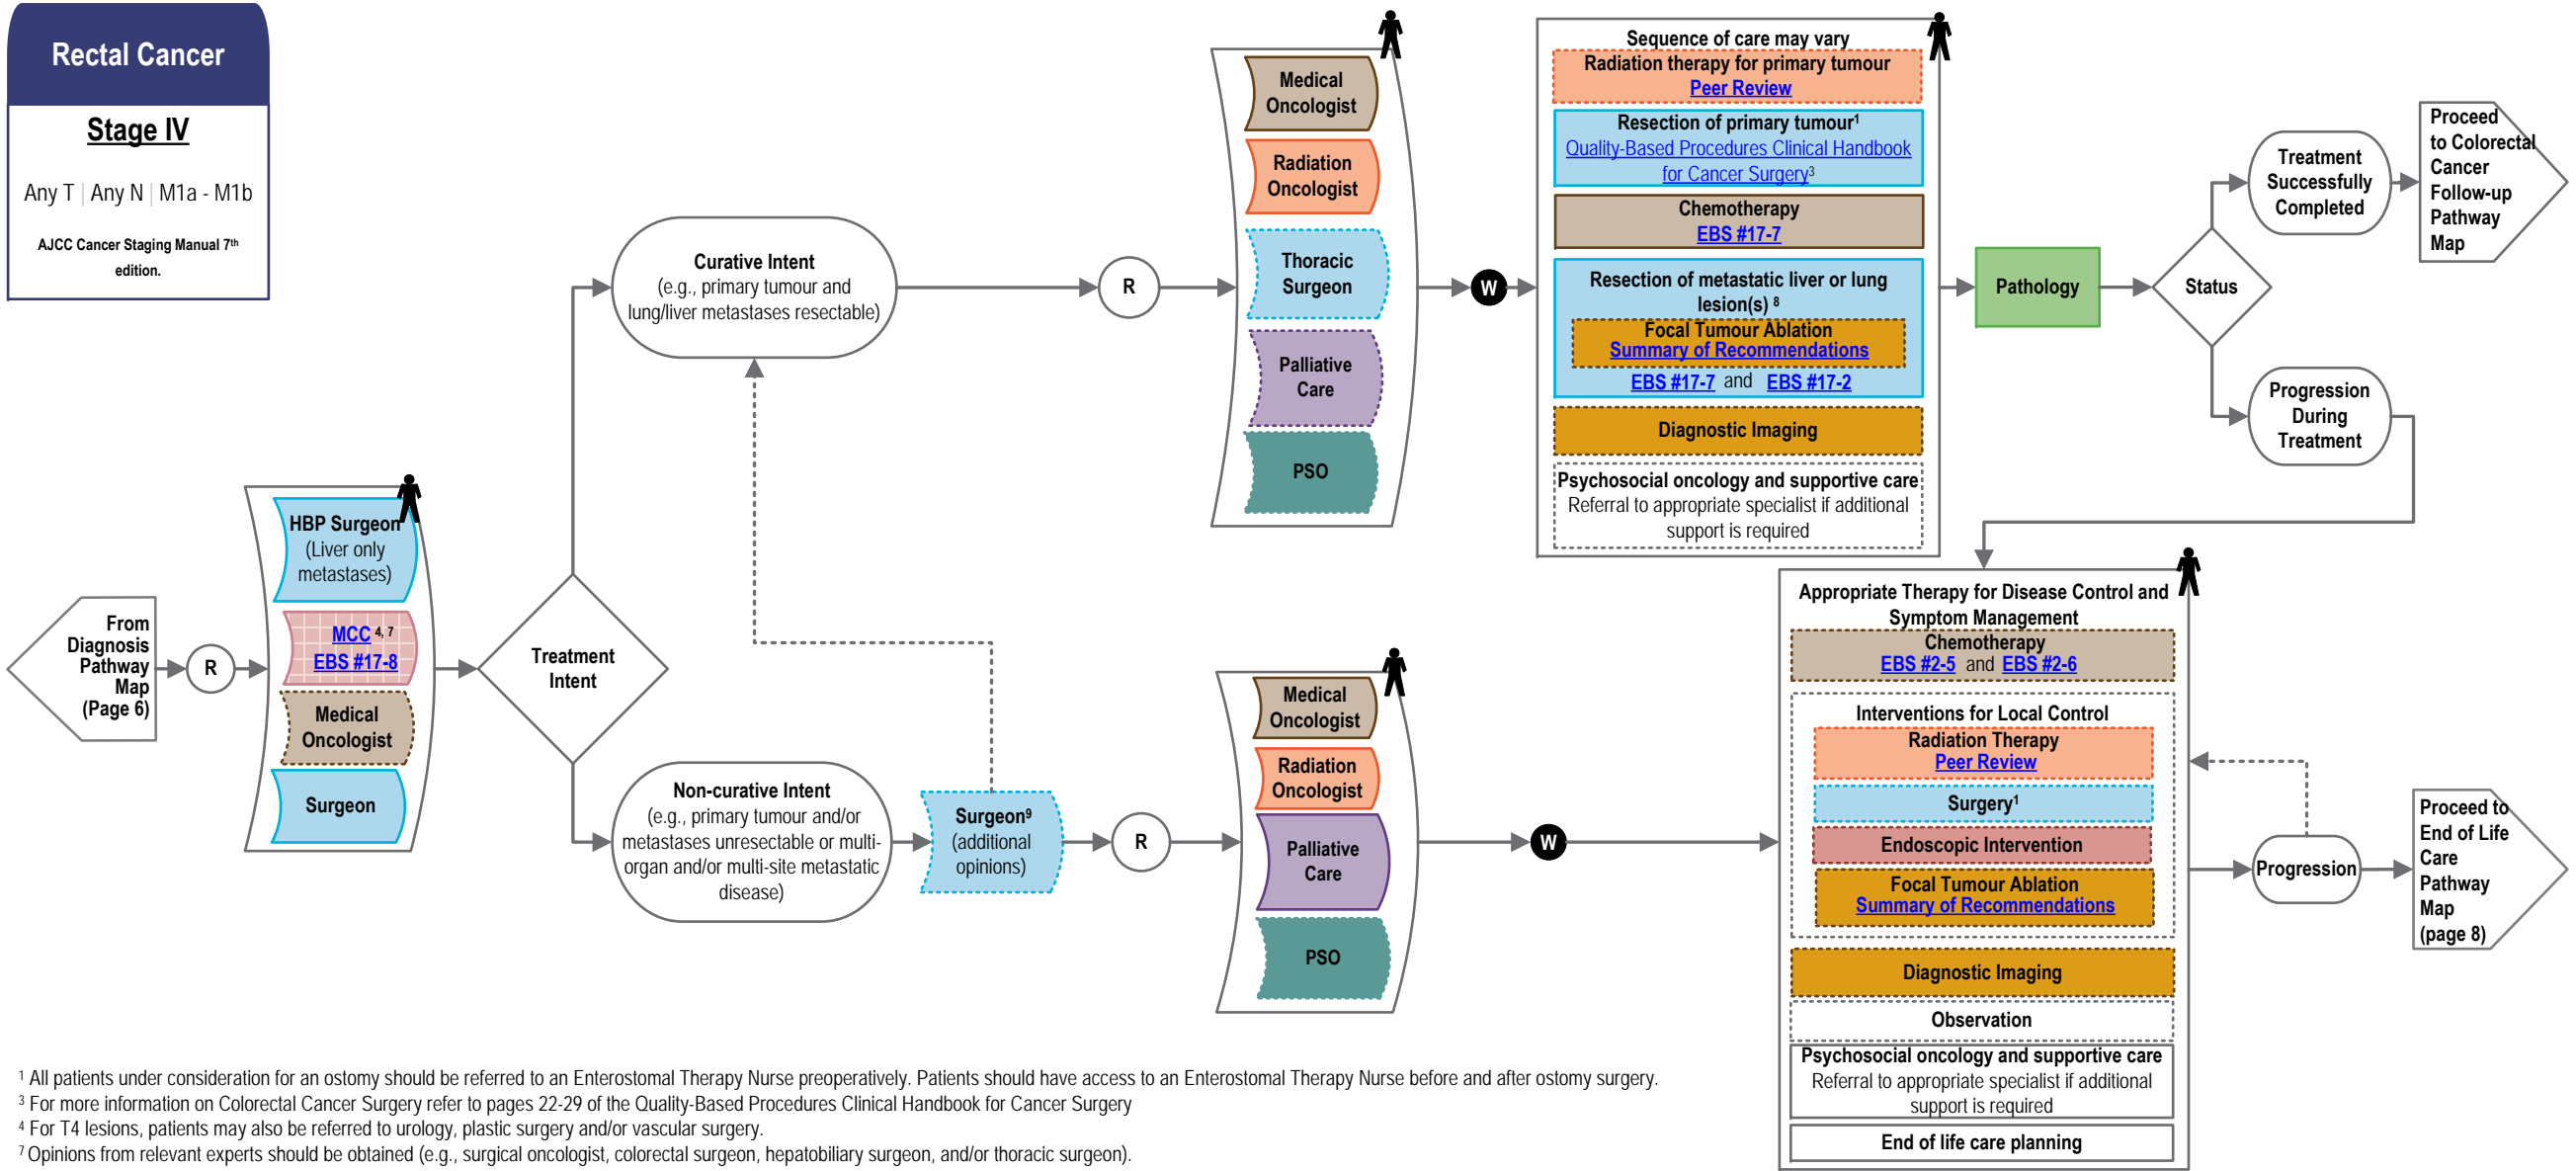 Rectal Cancer
Stage IV
Any T | Any N | M1a - M1b
AJCC Cancer Staging Manual 7th
edition.
From
Diagnosis
Pathway
Map
(Page 6)
R
HBP Surgeon
(Liver only
metastases)
MCC 4, 7
EBS #17-8
Medical
Oncologist
Surgeon
Treatment
Intent
Curative Intent
(e.g., primary tumour and
lung/liver metastases resectable)
R
Medical
Oncologist
Radiation
Oncologist
Thoracic
Surgeon
Palliative
Care
PSO
W
Sequence of care may vary
Radiation therapy for primary tumour
Peer Review
Resection of primary tumour1
Quality-Based Procedures Clinical Handbook
for Cancer Surgery3
Chemotherapy
EBS #17-7
Resection of metastatic liver or lung
lesion(s) 8
Focal Tumour Ablation
Summary of Recommendations
EBS #17-7 and EBS #17-2
Diagnostic Imaging
Psychosocial oncology and supportive care
Referral to appropriate specialist if additional
support is required
Pathology
Status
Treatment
Successfully
Completed
Proceed
to Colorectal
Cancer
Follow-up
Pathway
Map
Progression
During
Treatment
Non-curative Intent
(e.g., primary tumour and/or
metastases unresectable or multi-
organ and/or multi-site metastatic
disease)
Surgeon9
(additional
opinions)
R
Medical
Oncologist
Radiation
Oncologist
Palliative
Care
PSO
W
Appropriate Therapy for Disease Control and
Symptom Management
Chemotherapy
EBS #2-5 and EBS #2-6
Interventions for Local Control
Radiation Therapy
Peer Review
Surgery1
Endoscopic Intervention
Focal Tumour Ablation
Summary of Recommendations
Diagnostic Imaging
Observation
Psychosocial oncology and supportive care
Referral to appropriate specialist if additional
support is required
End of life care planning
Progression
Proceed to
End of Life
Care
Pathway
Map
(page 8)
1 All patients under consideration for an ostomy should be referred to an Enterostomal Therapy Nurse preoperatively. Patients should have access to an Enterostomal Therapy Nurse before and after ostomy surgery.
3 For more information on Colorectal Cancer Surgery refer to pages 22-29 of the Quality-Based Procedures Clinical Handbook for Cancer Surgery
4 For T4 lesions, patients may also be referred to urology, plastic surgery and/or vascular surgery.
7 Opinions from relevant experts should be obtained (e.g., surgical oncologist, colorectal surgeon, hepatobiliary surgeon, and/or thoracic surgeon).